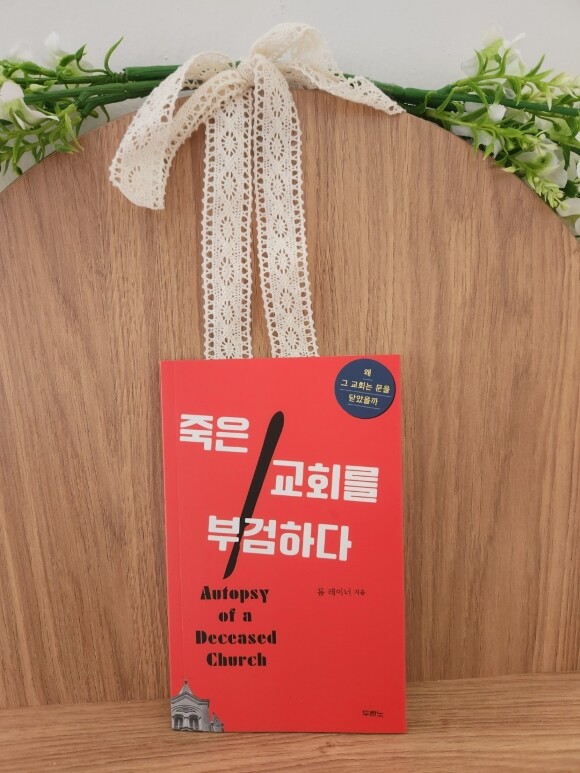 왜
그 교회는 문을
닫았을까
죽은
교회를
부검하다
Autopsy
of a
Deceased
Church
톰 레이너 지음
두란노